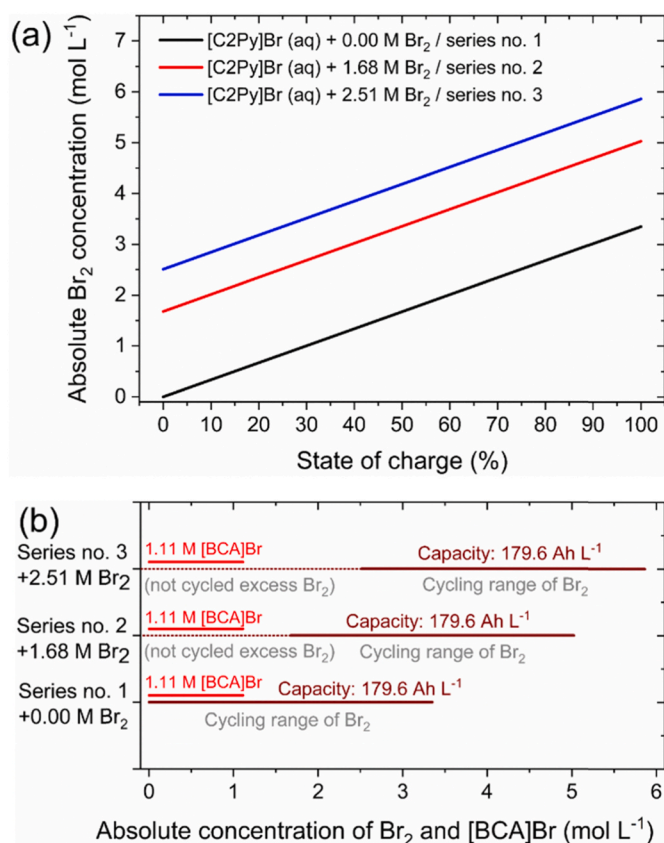 (a)
[C2Py]Br (aq) + 0.00 M Br₂ / series no. 1
[C2Py]Br (aq) + 1.68 M Br₂ / series no. 2
[C2Py]Br (aq) + 2.51 M Br₂ / series no. 3
Absolute Br₂ concentration (mol L⁻¹)
7
6
5
4
3
2
1
0
0 10 20 30 40 50 60 70 80 90 100
State of charge (%)
(b)
Series no. 3
+2.51 M Br₂
1.11 M [BCA]Br
Capacity: 179.6 Ah L⁻¹
(not cycled excess Br₂)
Cycling range of Br₂
Series no. 2
+1.68 M Br₂
1.11 M [BCA]Br
Capacity: 179.6 Ah L⁻¹
(not cycled excess Br₂)
Cycling range of Br₂
Series no. 1
+0.00 M Br₂
1.11 M [BCA]Br
Capacity: 179.6 Ah L⁻¹
Cycling range of Br₂
0 1 2 3 4 5 6
Absolute concentration of Br₂ and [BCA]Br (mol L⁻¹)